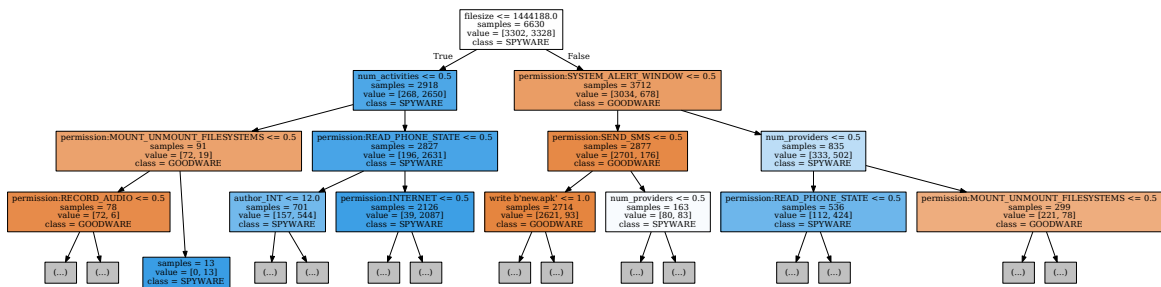 filesize <= 1444188.0
samples = 6630
value = [3302, 3328]
class = SPYWARE
True
False
num_activities <= 0.5
samples = 2918
value = [268, 2650]
class = SPYWARE
permission:SYSTEM_ALERT_WINDOW <= 0.5
samples = 3712
value = [3034, 678]
class = GOODWARE
permission:MOUNT_UNMOUNT_FILESYSTEMS <= 0.5
samples = 91
value = [72, 19]
class = GOODWARE
permission:READ_PHONE_STATE <= 0.5
samples = 2827
value = [196, 2631]
class = SPYWARE
permission:SEND_SMS <= 0.5
samples = 2877
value = [2701, 176]
class = GOODWARE
num_providers <= 0.5
samples = 835
value = [333, 502]
class = SPYWARE
permission:RECORD_AUDIO <= 0.5
samples = 78
value = [72, 6]
class = GOODWARE
author_INT <= 12.0
samples = 701
value = [157, 544]
class = SPYWARE
permission:INTERNET <= 0.5
samples = 2126
value = [39, 2087]
class = SPYWARE
write b'new.apk' <= 1.0
samples = 2714
value = [2621, 93]
class = GOODWARE
num_providers <= 0.5
samples = 163
value = [80, 83]
class = SPYWARE
permission:READ_PHONE_STATE <= 0.5
samples = 536
value = [112, 424]
class = SPYWARE
permission:MOUNT_UNMOUNT_FILESYSTEMS <= 0.5
samples = 299
value = [221, 78]
class = GOODWARE
(...)
(...)
samples = 13
value = [0, 13]
class = SPYWARE
(...)
(...)
(...)
(...)
(...)
(...)
(...)
(...)
(...)
(...)
(...)
(...)